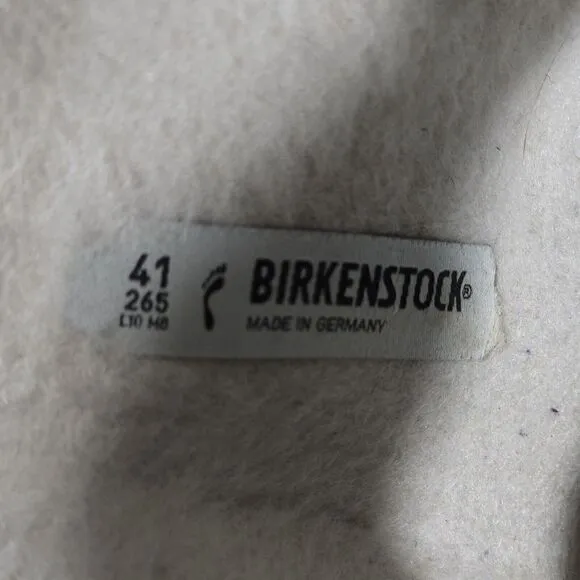 41
265
L10 M8
BIRKENSTOCK®
MADE IN GERMANY